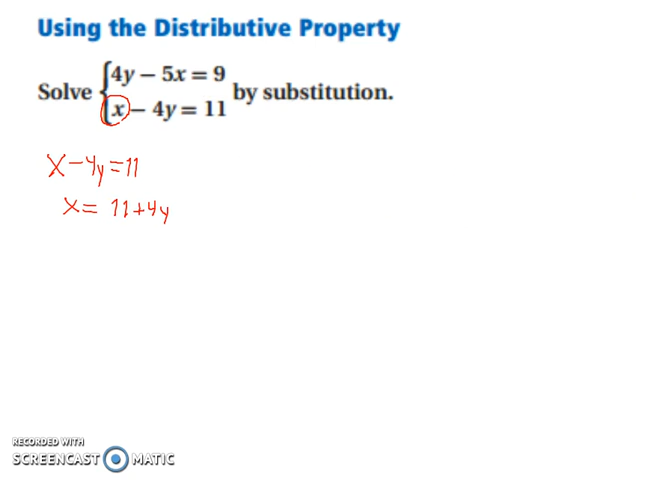 Using the Distributive Property
Solve { 4y – 5x = 9
x – 4y = 11 by substitution.
x - 4y = 11
x = 11 + 4y
RECORDED WITH
SCREENCAST MATIC